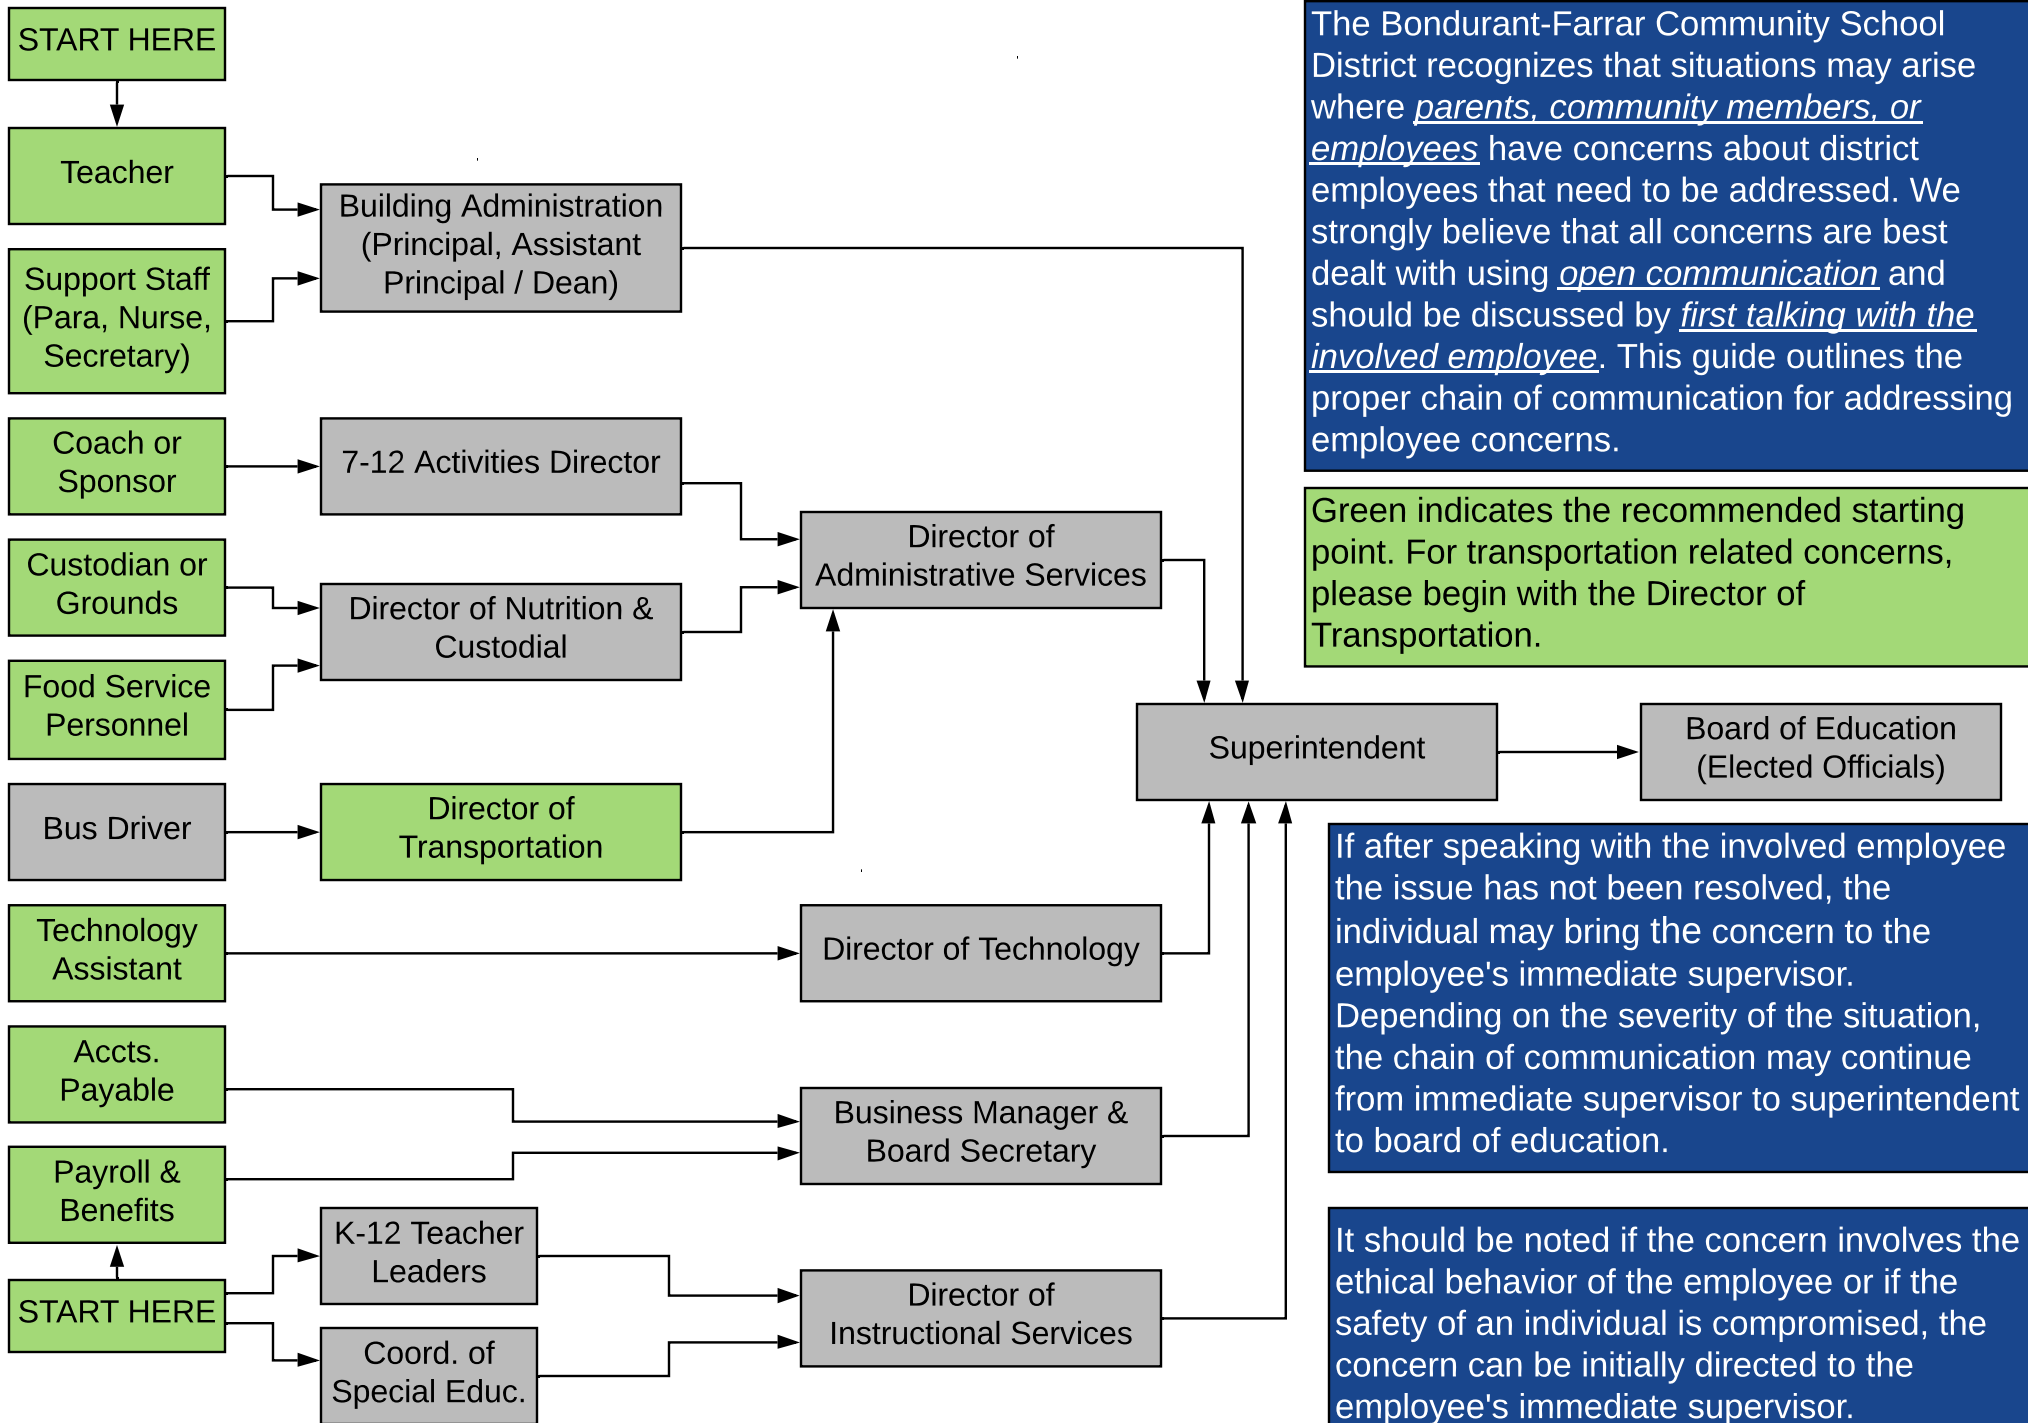 START HERE
Teacher
Support Staff
(Para, Nurse,
Secretary)
Coach or
Sponsor
Custodian or
Grounds
Food Service
Personnel
Bus Driver
Technology
Assistant
Accts.
Payable
Payroll &
Benefits
START HERE
Building Administration
(Principal, Assistant
Principal / Dean)
7-12 Activities Director
Director of Nutrition &
Custodial
Director of
Transportation
K-12 Teacher
Leaders
Coord. of
Special Educ.
Director of
Administrative Services
Director of Technology
Business Manager &
Board Secretary
Director of
Instructional Services
Superintendent
Board of Education
(Elected Officials)
The Bondurant-Farrar Community School
District recognizes that situations may arise
where parents, community members, or
employees have concerns about district
employees that need to be addressed. We
strongly believe that all concerns are best
dealt with using open communication and
should be discussed by first talking with the
involved employee. This guide outlines the
proper chain of communication for addressing
employee concerns.
Green indicates the recommended starting
point. For transportation related concerns,
please begin with the Director of
Transportation.
If after speaking with the involved employee
the issue has not been resolved, the
individual may bring the concern to the
employee's immediate supervisor.
Depending on the severity of the situation,
the chain of communication may continue
from immediate supervisor to superintendent
to board of education.
It should be noted if the concern involves the
ethical behavior of the employee or if the
safety of an individual is compromised, the
concern can be initially directed to the
employee's immediate supervisor.